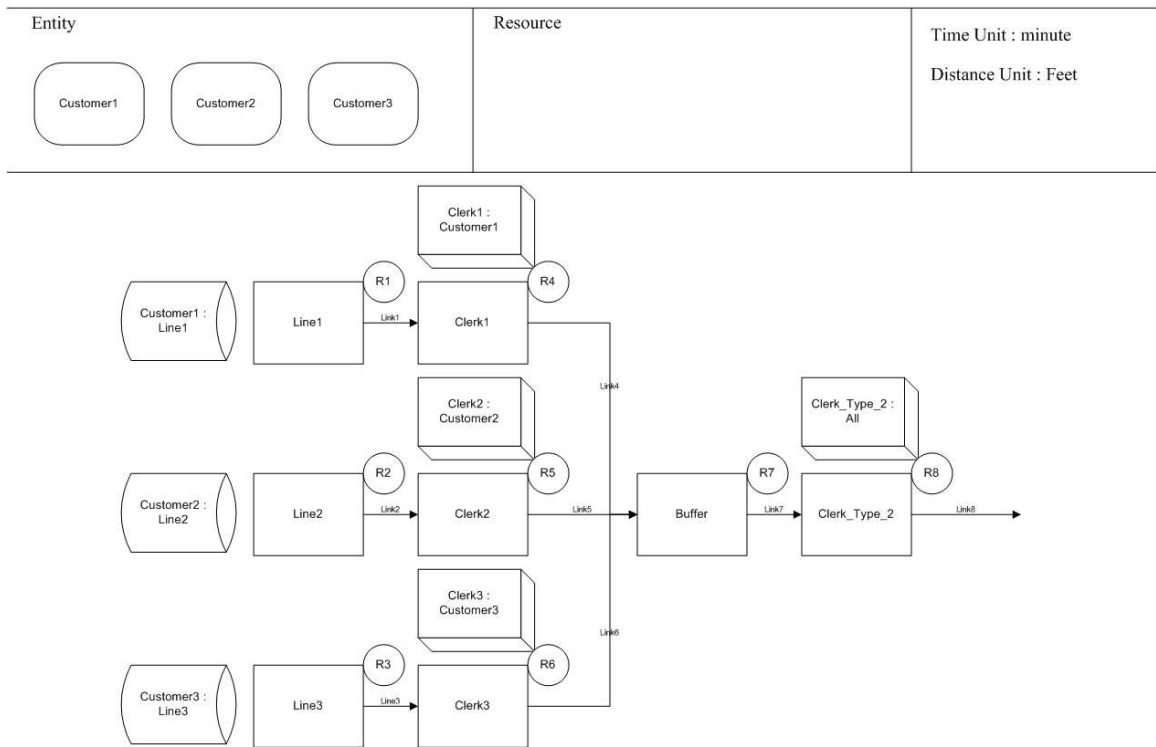 Entity
Resource
Time Unit : minute
Distance Unit : Feet
Customer1
Customer2
Customer3
Clerk1 :
Customer1
R1
R4
Customer1 :
Line1
Line1
Link1
Clerk1
Link4
Clerk2 :
Customer2
Clerk_Type_2 :
All
R2
R5
R7
R8
Customer2 :
Line2
Line2
Link2
Clerk2
Link5
Buffer
Link7
Clerk_Type_2
Link8
Clerk3 :
Customer3
Link6
R3
R6
Customer3 :
Line3
Line3
Line3
Clerk3